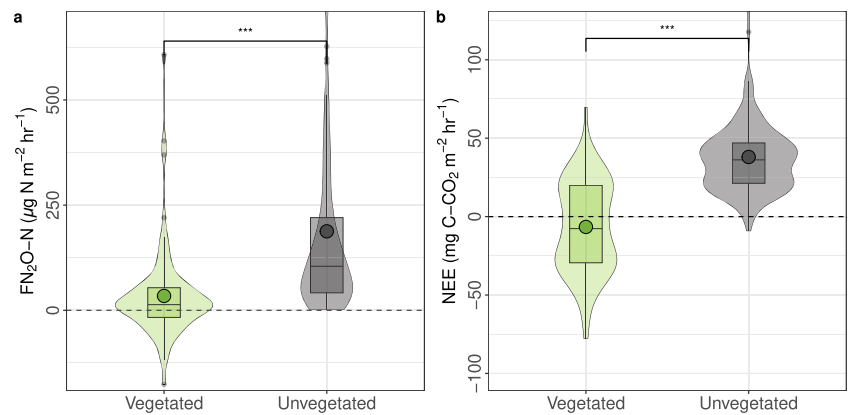 a
***
FN₂O−N (µg N m⁻² hr⁻¹)
500
250
0
Vegetated
Unvegetated
b
***
NEE (mg C−CO₂ m⁻² hr⁻¹)
100
50
0
−50
−100
Vegetated
Unvegetated